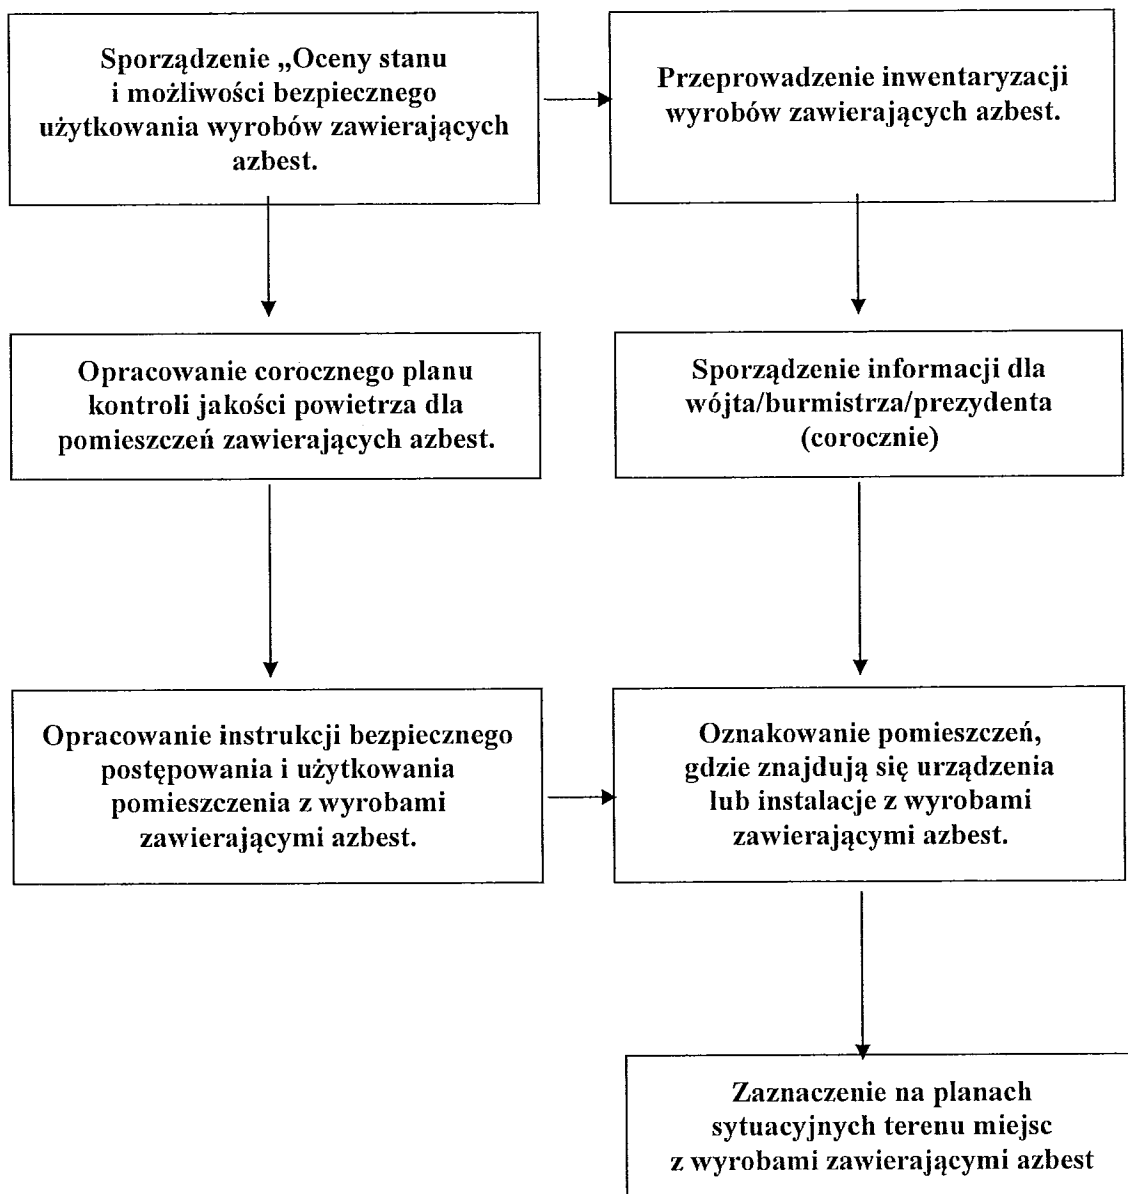 Sporządzenie „Oceny stanu
i możliwości bezpiecznego
użytkowania wyrobów zawierających
azbest.
Przeprowadzenie inwentaryzacji
wyrobów zawierających azbest.
Opracowanie corocznego planu
kontroli jakości powietrza dla
pomieszczeń zawierających azbest.
Sporządzenie informacji dla
wójta/burmistrza/prezydenta
(corocznie)
Opracowanie instrukcji bezpiecznego
postępowania i użytkowania
pomieszczenia z wyrobami
zawierającymi azbest.
Oznakowanie pomieszczeń,
gdzie znajdują się urządzenia
lub instalacje z wyrobami
zawierającymi azbest.
Zaznaczenie na planach
sytuacyjnych terenu miejsc
z wyrobami zawierającymi azbest